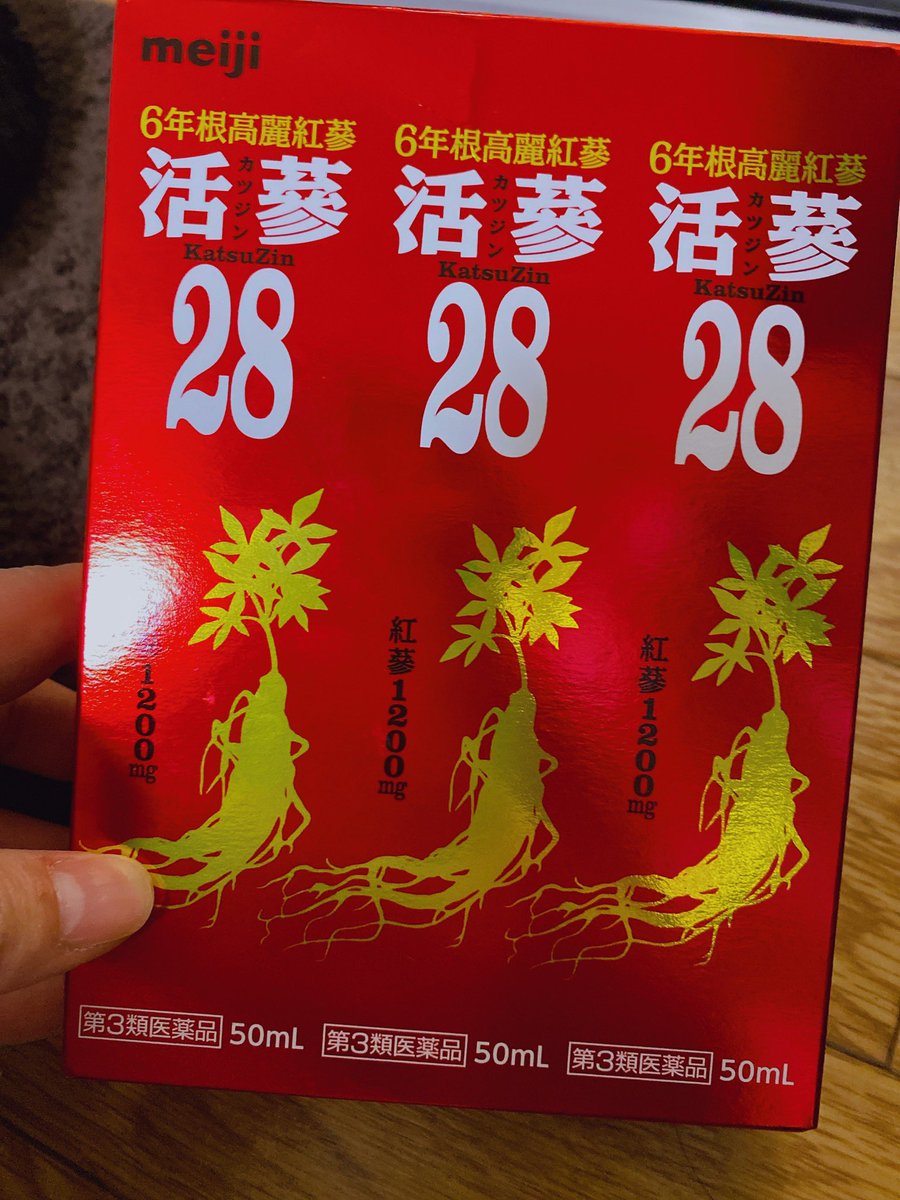 meiji
6年根高麗紅蔘
活蔘
カツジン
KatsuZin
28
1200mg
第3類医薬品 50mL
6年根高麗紅蔘
活蔘
カツジン
KatsuZin
28
紅蔘1200mg
第3類医薬品 50mL
6年根高麗紅蔘
活蔘
カツジン
KatsuZin
28
紅蔘1200mg
第3類医薬品 50mL